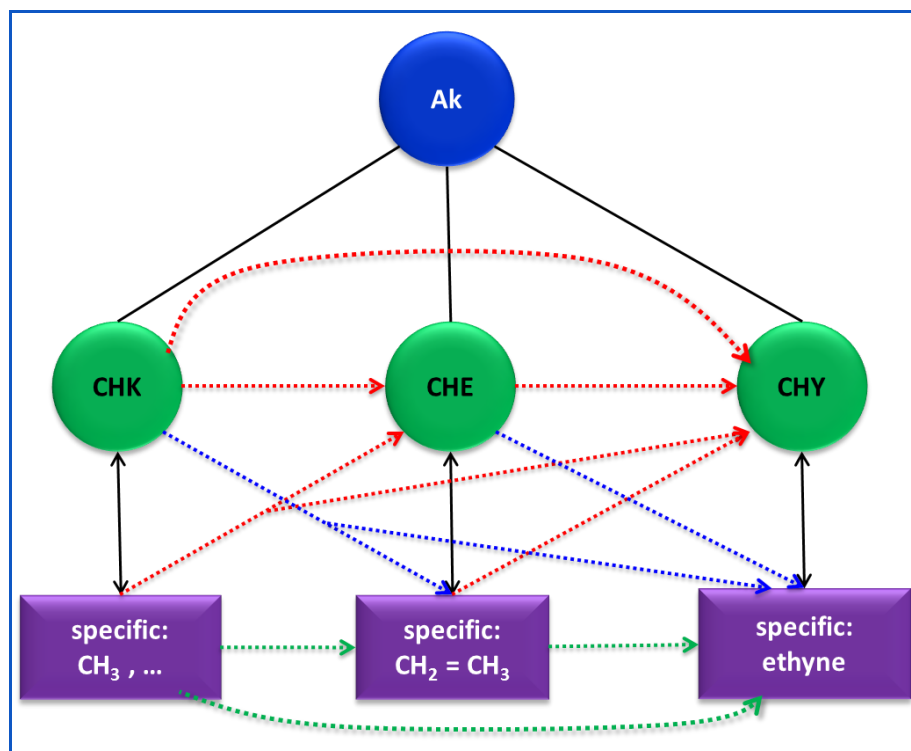 Ak
CHK
CHE
CHY
specific:
CH₃ , ...
specific:
CH₂ = CH₃
specific:
ethyne